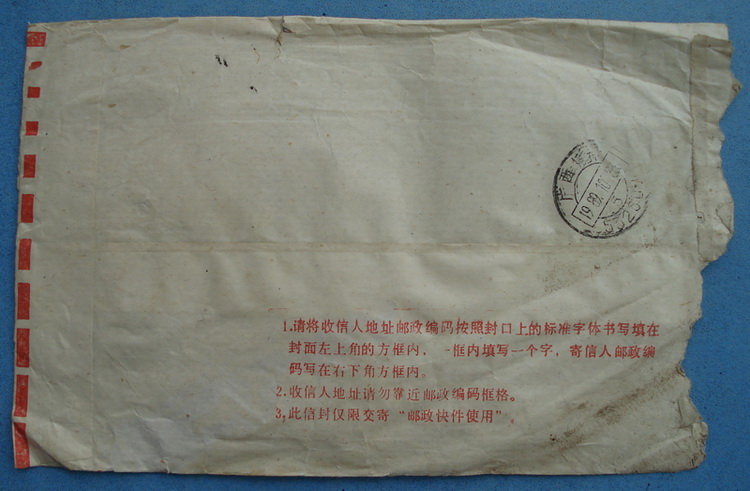 广西
1989.10
1.请将收信人地址邮政编码按照封口上的标准字体书写填在
封面左上角的方框内，一框内填写一个字，寄信人邮政编
码写在右下角方框内。
2.收信人地址请勿靠近邮政编码框格。
3.此信封仅限交寄“邮政快件使用”。